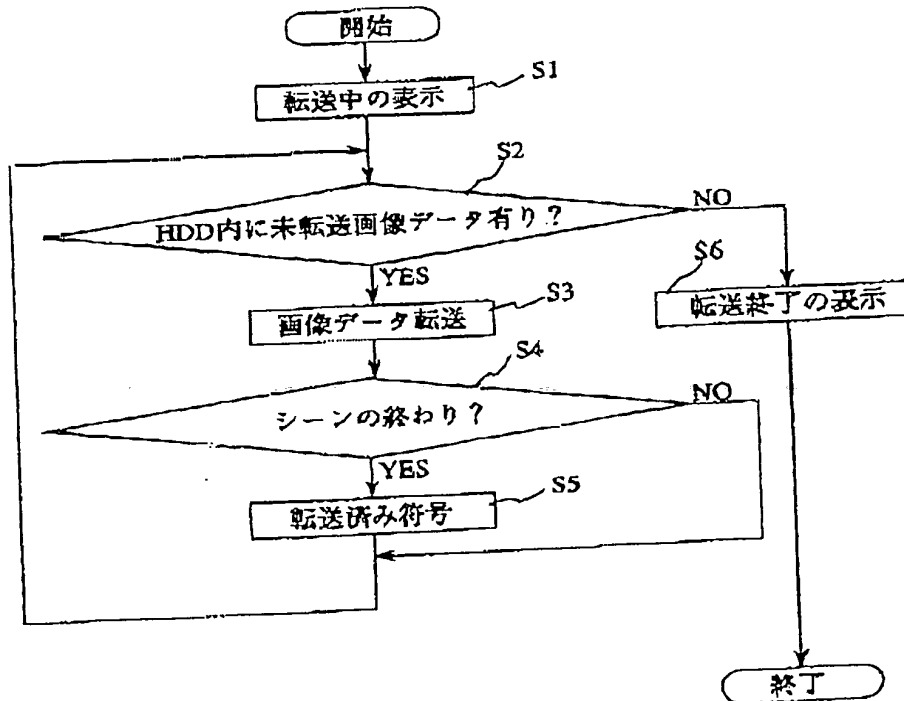 開始
S1
転送中の表示
S2
HDD内に未転送画像データ有り?
NO
YES
S6
転送終了の表示
S3
画像データ転送
S4
シーンの終わり?
NO
YES
S5
転送済み符号
終了